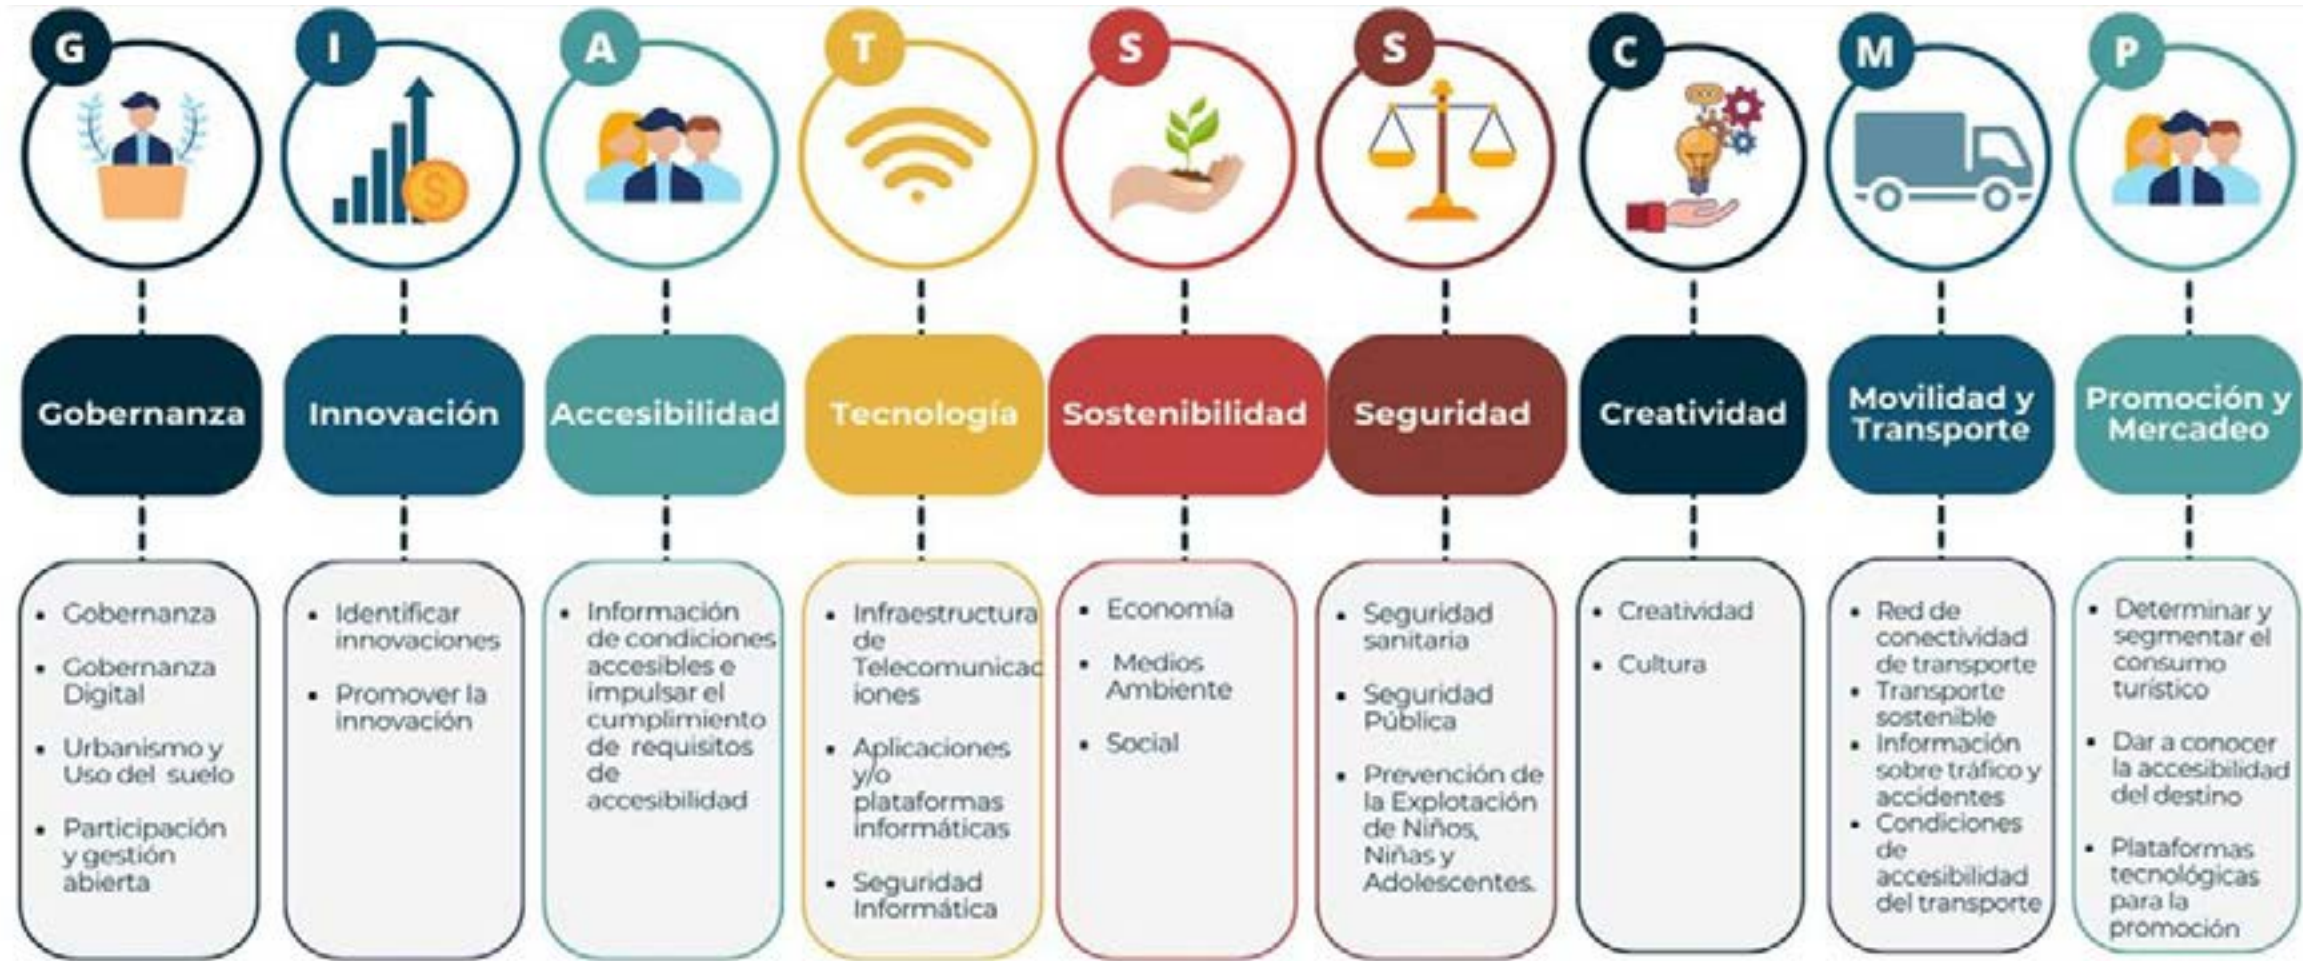 G
I
A
T
S
S
C
M
P
$
Gobernanza
Innovación
Accesibilidad
Tecnología
Sostenibilidad
Seguridad
Creatividad
Movilidad y
Transporte
Promoción y
Mercadeo
• Gobernanza
• Gobernanza
Digital
• Urbanismo y
Uso del suelo
• Participación
y gestión
abierta
• Identificar
innovaciones
• Promover la
innovación
• Información
de condiciones
accesibles e
impulsar el
cumplimiento
de requisitos
de
accesibilidad
• Infraestructura
de
Telecomunicac
iones
• Aplicaciones
y/o
plataformas
informáticas
• Seguridad
Informática
• Economía
• Medios
Ambiente
• Social
• Seguridad
sanitaria
• Seguridad
Pública
• Prevención de
la Explotación
de Niños,
Niñas y
Adolescentes.
• Creatividad
• Cultura
• Red de
conectividad
de transporte
• Transporte
sostenible
• Información
sobre tráfico y
accidentes
• Condiciones
de
accesibilidad
del transporte
• Determinar y
segmentar el
consumo
turístico
• Dar a conocer
la accesibilidad
del destino
• Plataformas
tecnológicas
para la
promoción